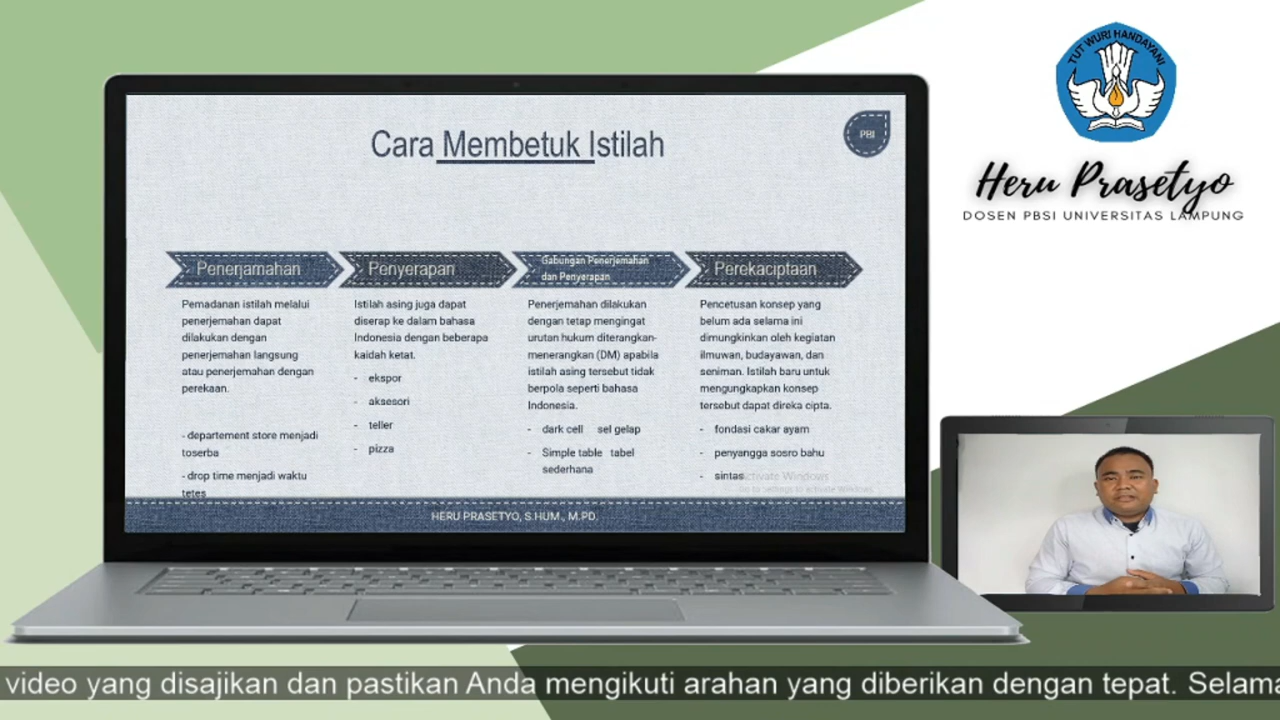 TUT WURI HANDAYANI
Heru Prasetyo
DOSEN PBSI UNIVERSITAS LAMPUNG
PBI
Cara Membetuk Istilah
Penerjamahan
Pemadanan istilah melalui
penerjemahan dapat
dilakukan dengan
penerjemahan langsung
atau penerjemahan dengan
perekaan.
- departement store menjadi
toserba
- drop time menjadi waktu
tetes
Penyerapan
Istilah asing juga dapat
diserap ke dalam bahasa
Indonesia dengan beberapa
kaidah ketat.
- ekspor
- aksesori
- teller
- pizza
Gabungan Penerjemahan
dan Penyerapan
Penerjemahan dilakukan
dengan tetap mengingat
urutan hukum diterangkan-
menerangkan (DM) apabila
istilah asing tersebut tidak
berpola seperti bahasa
Indonesia.
- dark cell sel gelap
- Simple table tabel
sederhana
Perekaciptaan
Pencetusan konsep yang
belum ada selama ini
dimungkinkan oleh kegiatan
ilmuwan, budayawan, dan
seniman. Istilah baru untuk
mengungkapkan konsep
tersebut dapat direka cipta.
- fondasi cakar ayam
- penyangga sosro bahu
- sintas
Activate Windows
Go to Settings to activate Windows.
HERU PRASETYO, S.HUM., M.PD.
video yang disajikan dan pastikan Anda mengikuti arahan yang diberikan dengan tepat. Selama